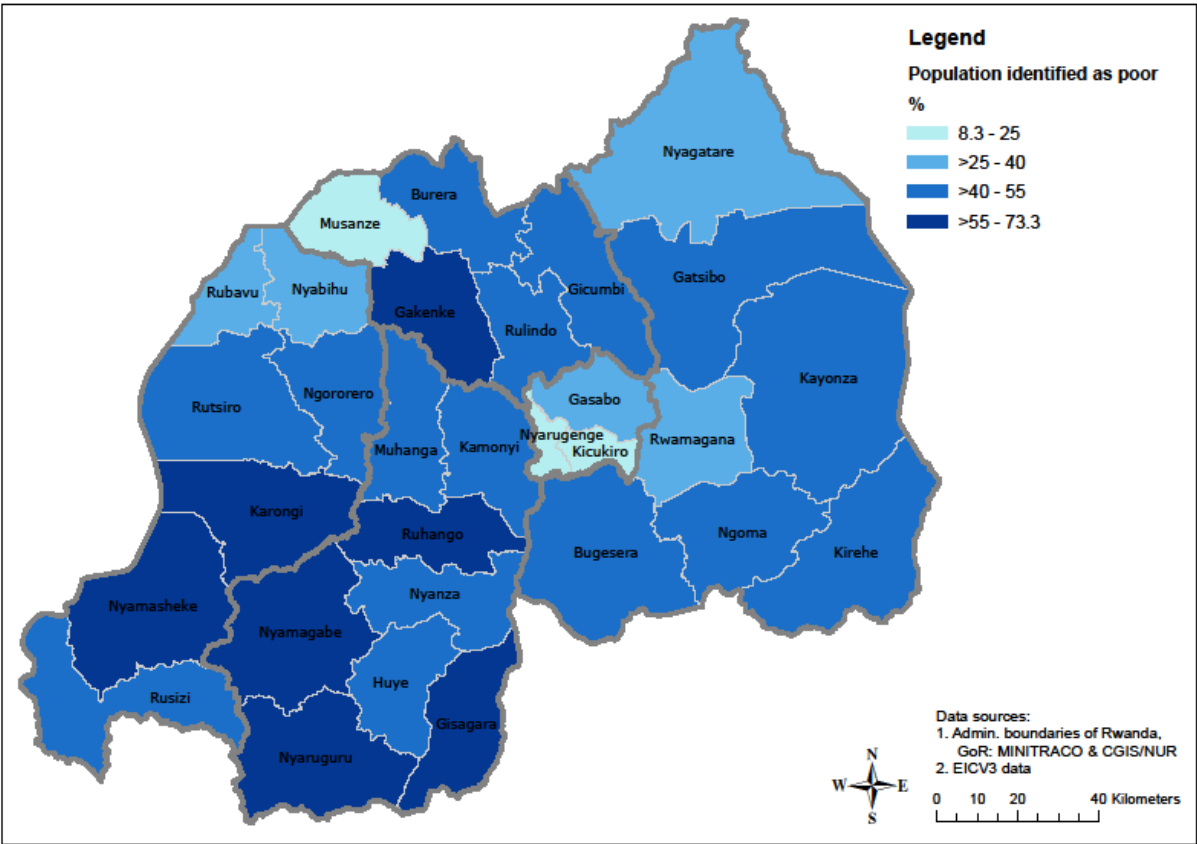 Legend
Population identified as poor
%
8.3 - 25
>25 - 40
>40 - 55
>55 - 73.3
Nyagatare
Burera
Musanze
Rubavu
Nyabihu
Gakenke
Gicumbi
Gatsibo
Rulindo
Kayonza
Rutsiro
Ngororero
Gasabo
Muhanga
Kamonyi
Nyarugenge
Kicukiro
Rwamagana
Karongi
Ruhango
Bugesera
Ngoma
Kirehe
Nyamasheke
Nyanza
Nyamagabe
Rusizi
Huye
Gisagara
Nyaruguru
Data sources:
1. Admin. boundaries of Rwanda,
GoR: MINITRACO & CGIS/NUR
2. EICV3 data
N
W E
S
0 10 20 40 Kilometers